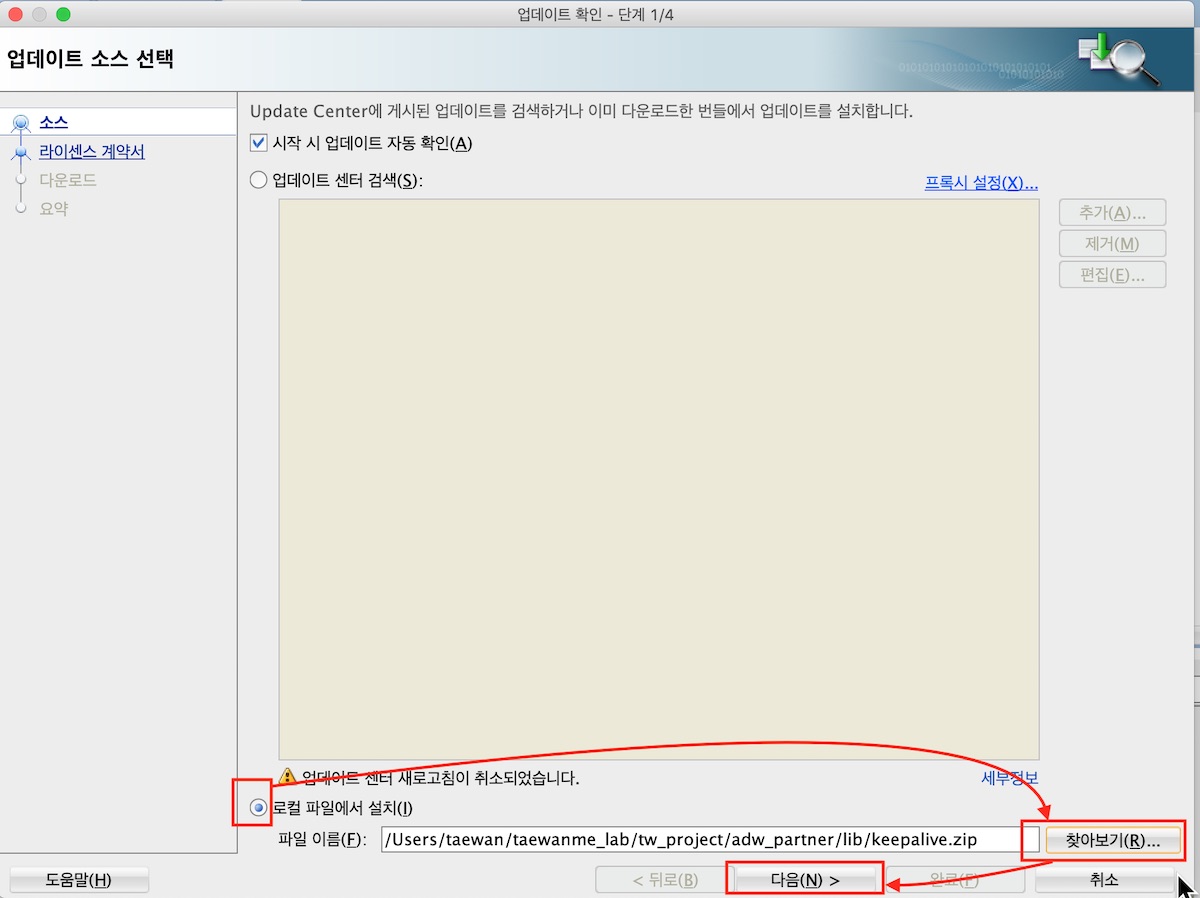 업데이트 확인 - 단계 1/4
업데이트 소스 선택
0101010101010101010101010101
0101010101010
소스
라이센스 계약서
다운로드
요약
Update Center에 게시된 업데이트를 검색하거나 이미 다운로드한 번들에서 업데이트를 설치합니다.
시작 시 업데이트 자동 확인(A)
업데이트 센터 검색(S):
프록시 설정(X)...
추가(A)...
제거(M)
편집(E)...
업데이트 센터 새로고침이 취소되었습니다.
세부정보
로컬 파일에서 설치(I)
파일 이름(F): /Users/taewan/taewanme_lab/tw_project/adw_partner/lib/keepalive.zip 찾아보기(R)...
도움말(H) < 뒤로(B) 다음(N) > 완료(F) 취소